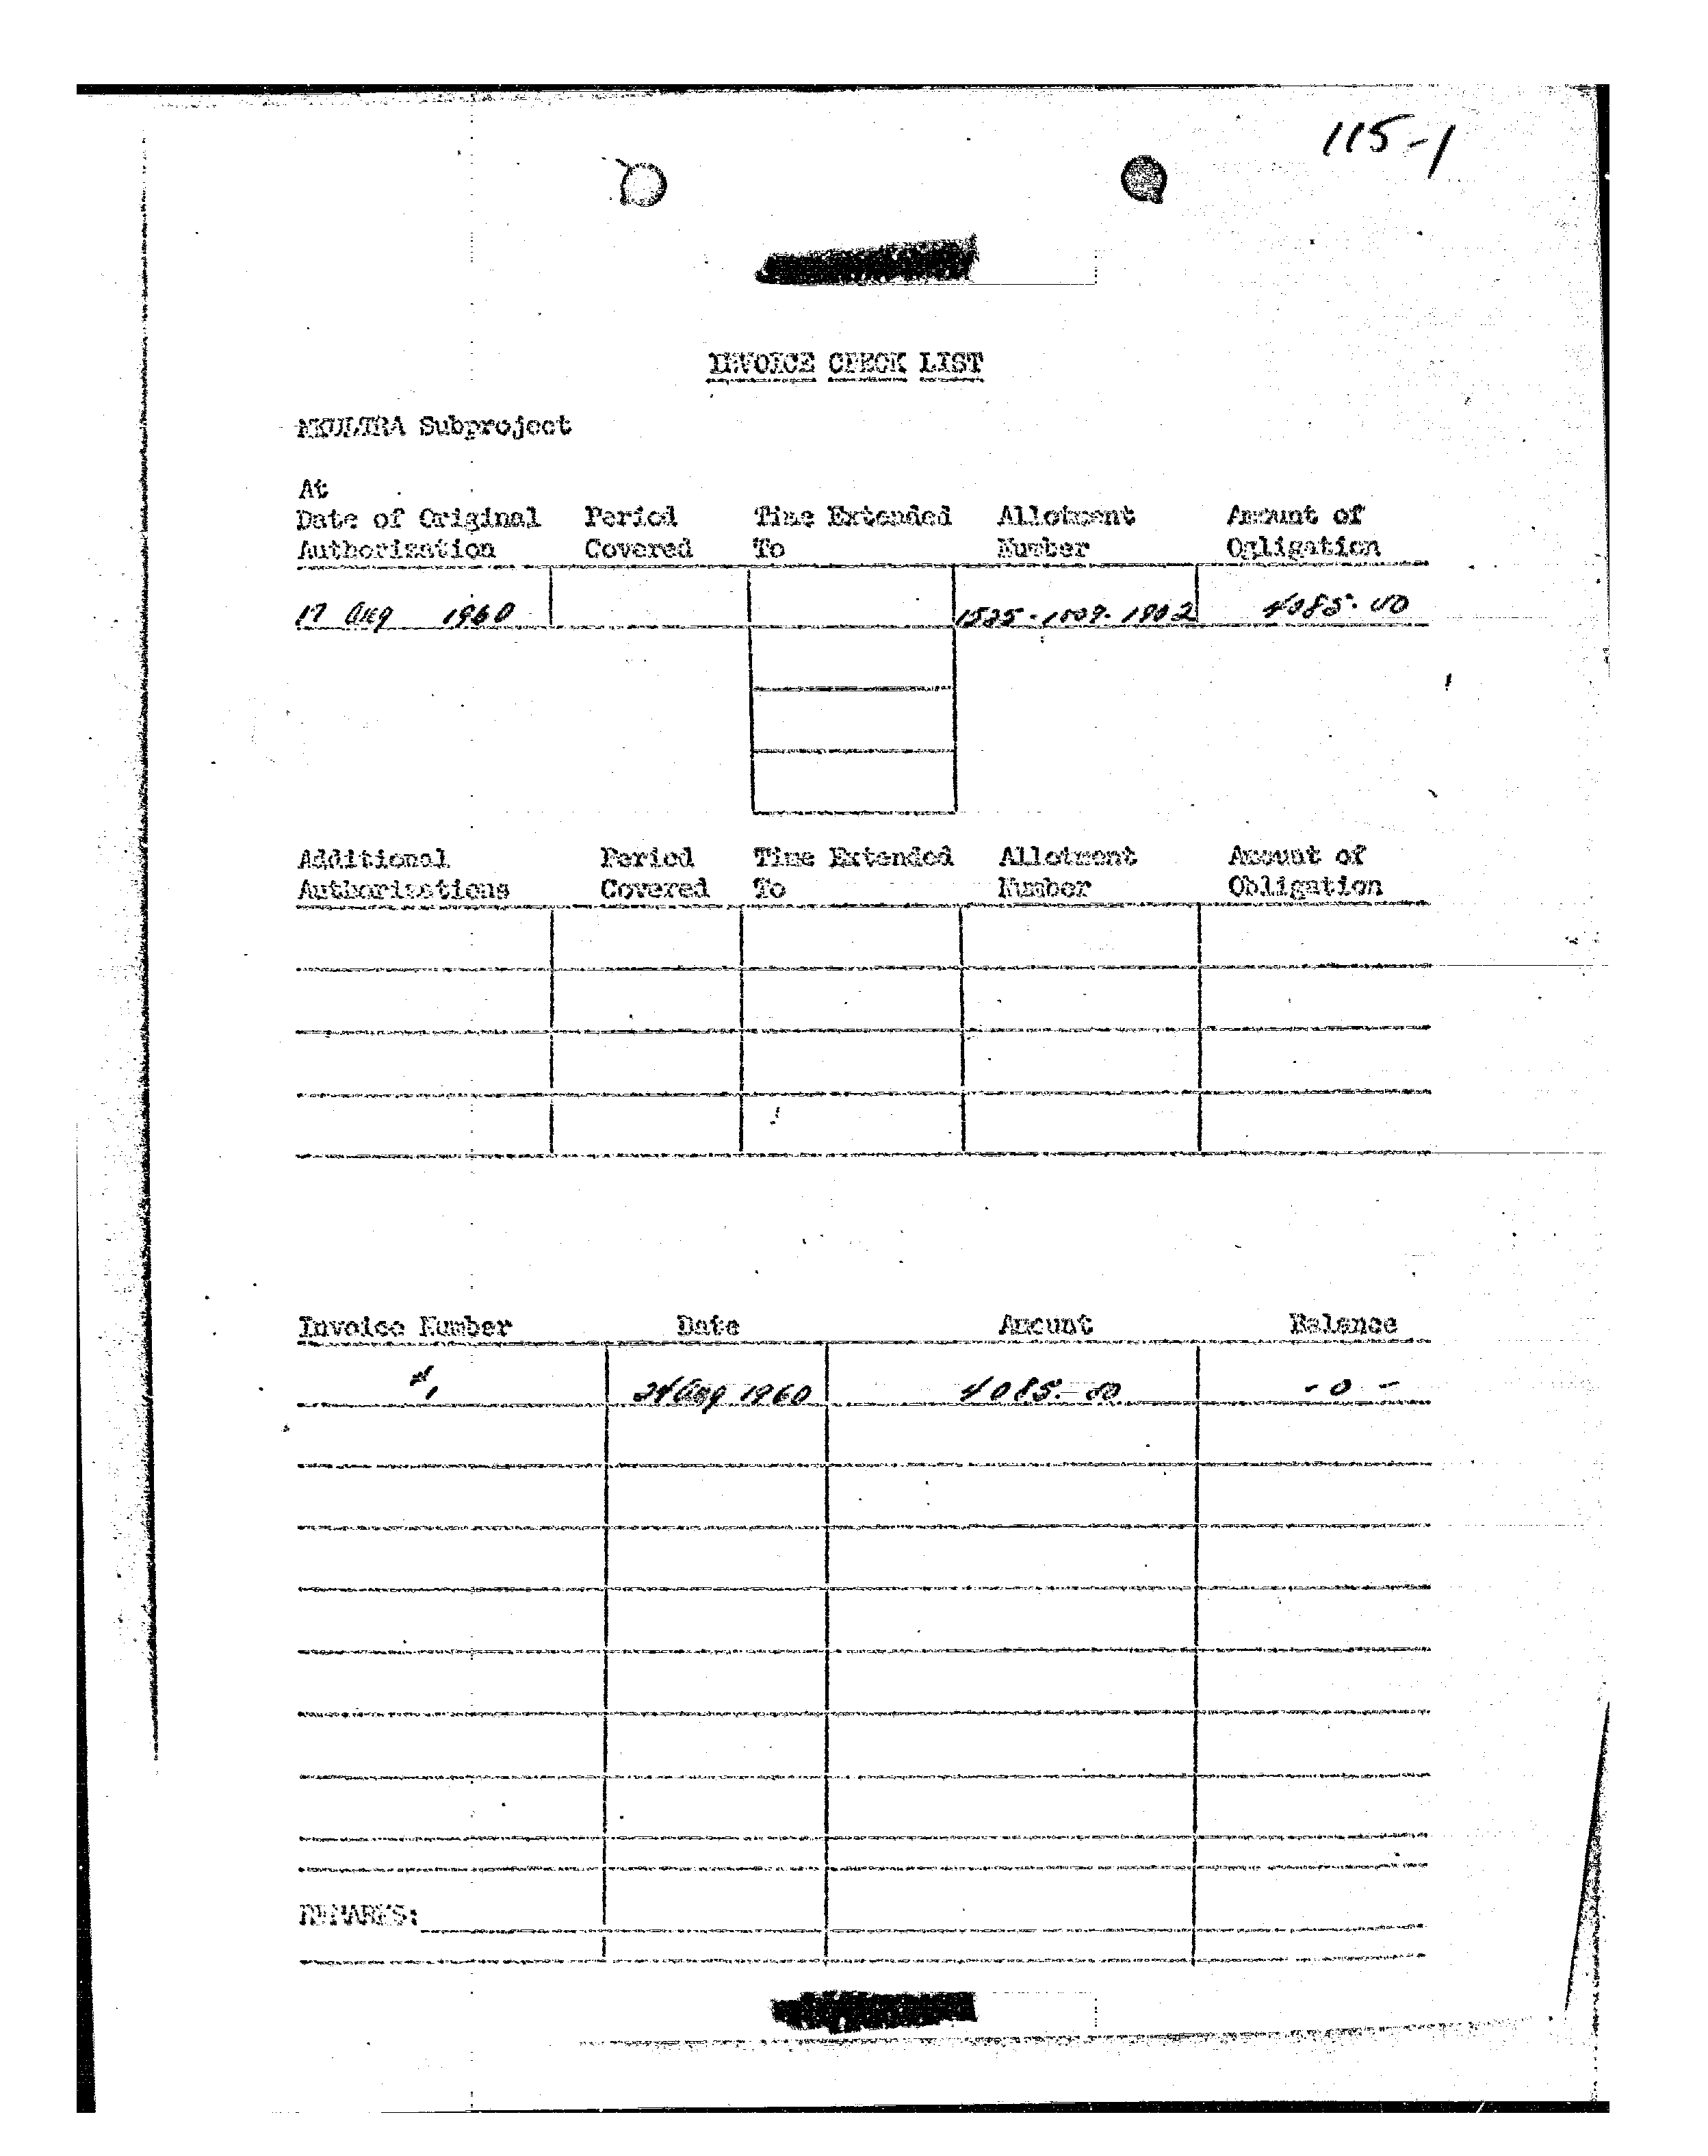 115-1
INVOICE CHECK LIST
MKULTRA Subproject
At
Date of Original Period Time Extended Allotment Amount of
Authorization Covered To Number Ogligation
17 Aug 1960 1525-1009-1902 4085.00
Additional Period Time Extended Allotment Amount of
Authorizations Covered To Number Obligation
Invoice Number Date Amount Balance
#1 24 Aug 1960 4085.00 -0-
REMARKS: